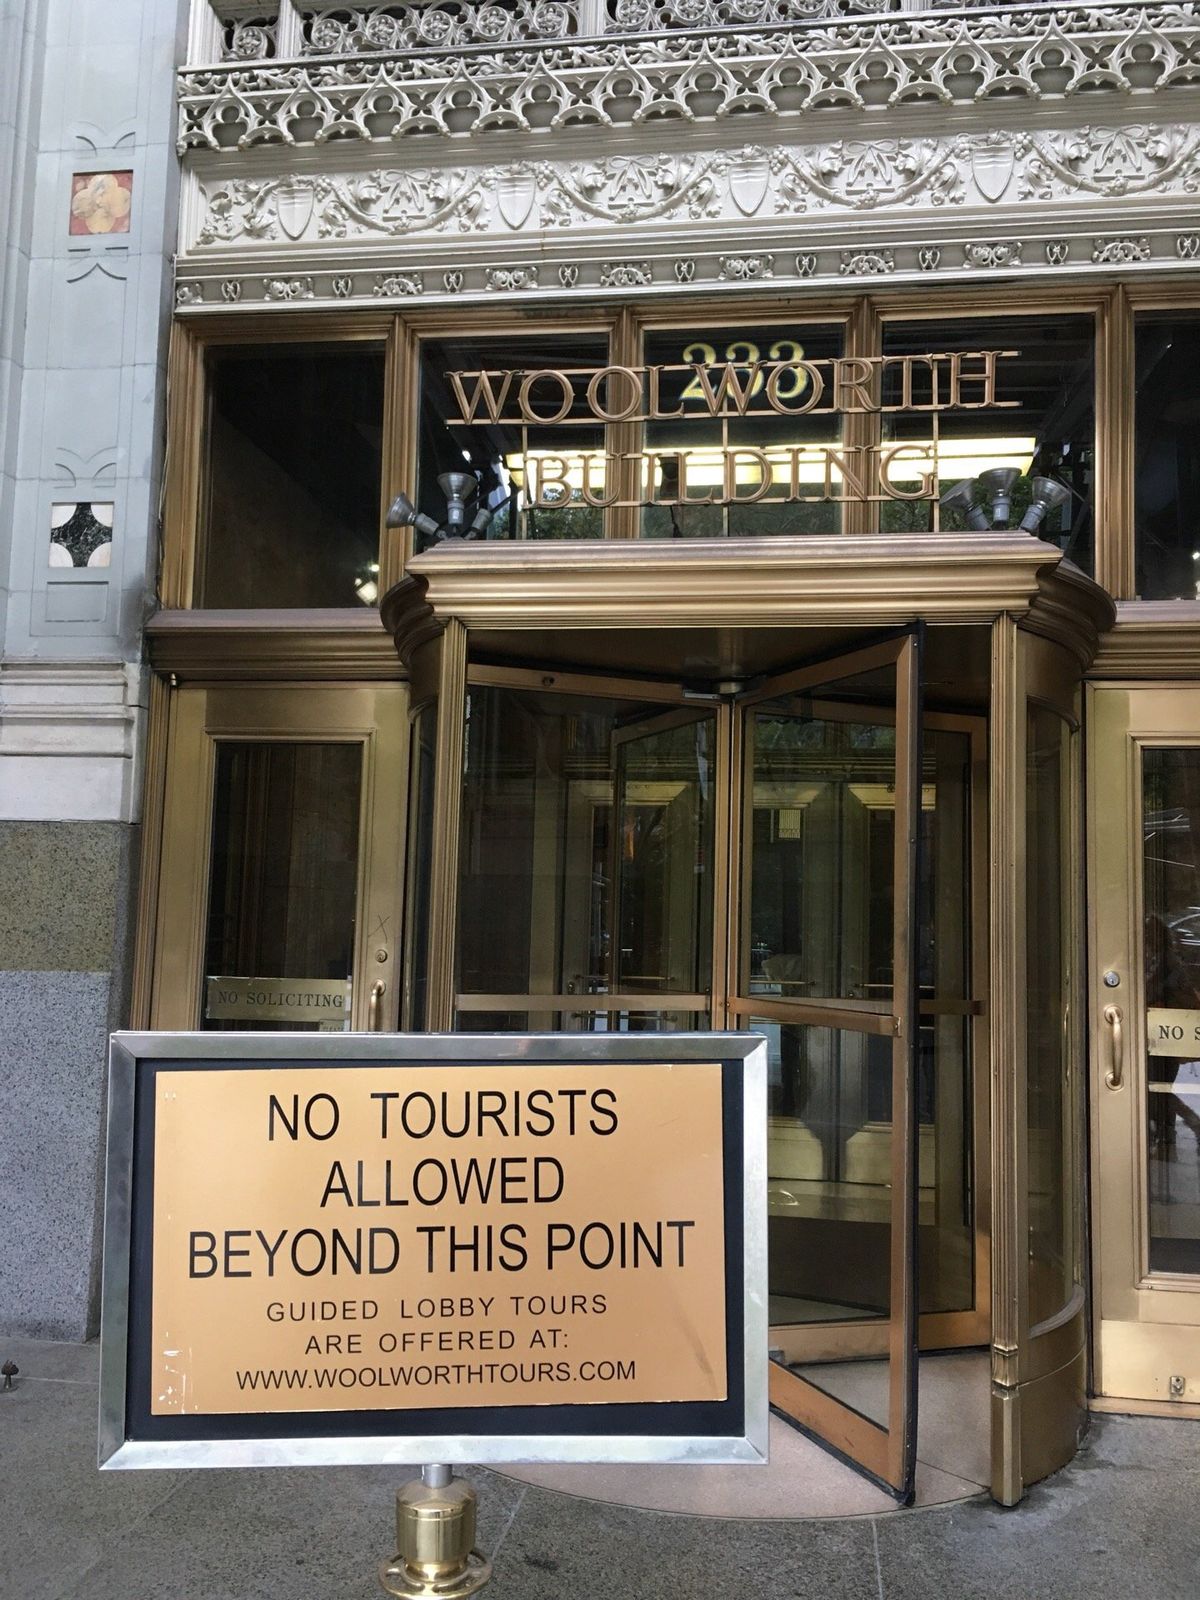 233
WOOLWORTH
BUILDING
NO SOLICITING
NO S
NO TOURISTS
ALLOWED
BEYOND THIS POINT
GUIDED LOBBY TOURS
ARE OFFERED AT:
WWW.WOOLWORTHTOURS.COM